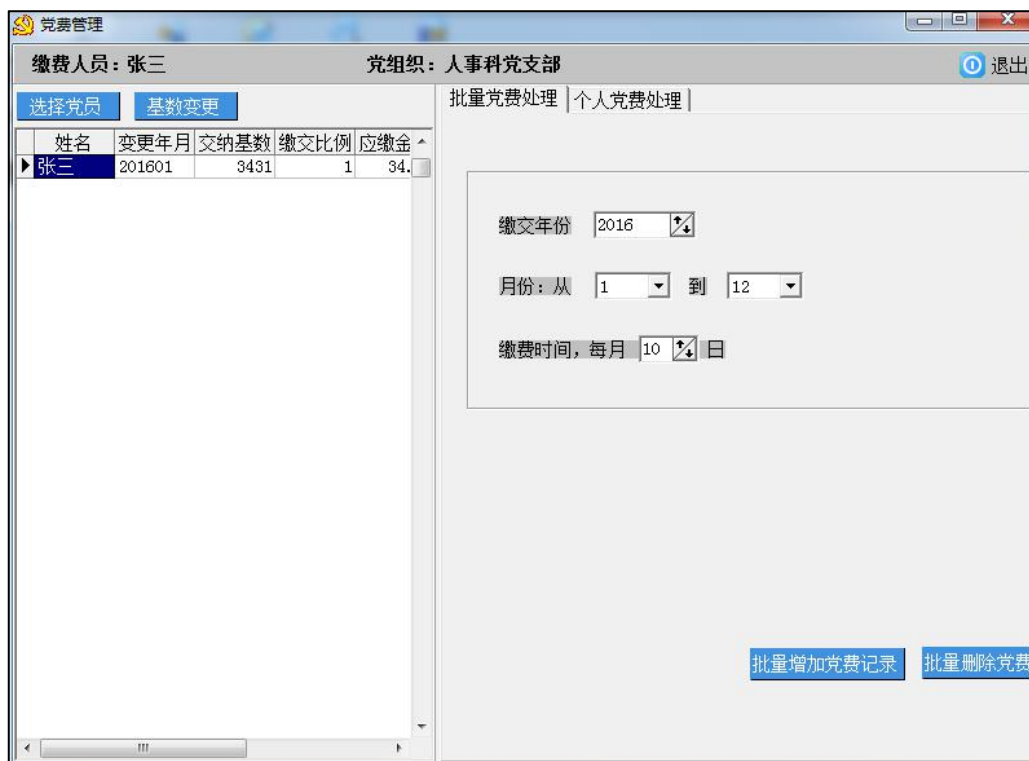 党费管理
缴费人员：张三 党组织：人事科党支部 退出
选择党员 基数变更 批量党费处理 个人党费处理
姓名 变更年月 交纳基数 缴交比例 应缴金
张三 201601 3431 1 34.
缴交年份 2016
月份：从 1 到 12
缴费时间，每月 10 日
批量增加党费记录 批量删除党费